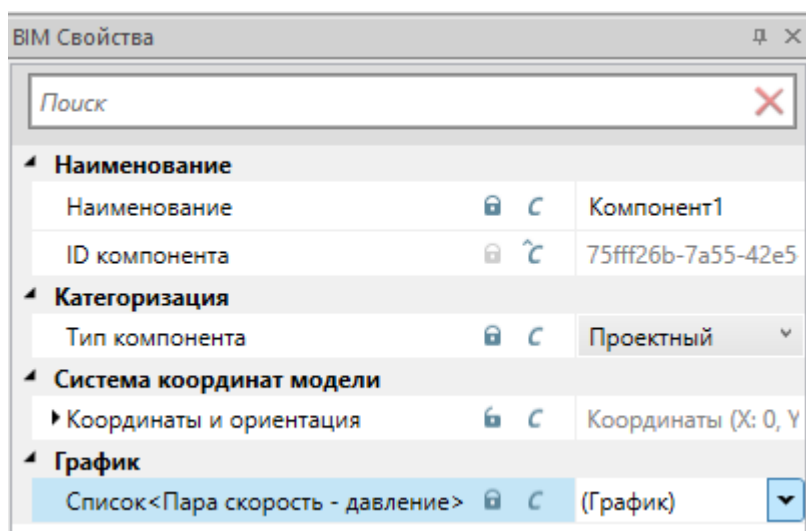 BIM Свойства
Поиск
Наименование
Наименование C Компонент1
ID компонента C 75fff26b-7a55-42e5
Категоризация
Тип компонента C Проектный
Система координат модели
Координаты и ориентация C Координаты (X: 0, Y
График
Список<Пара скорость - давление> C (График)